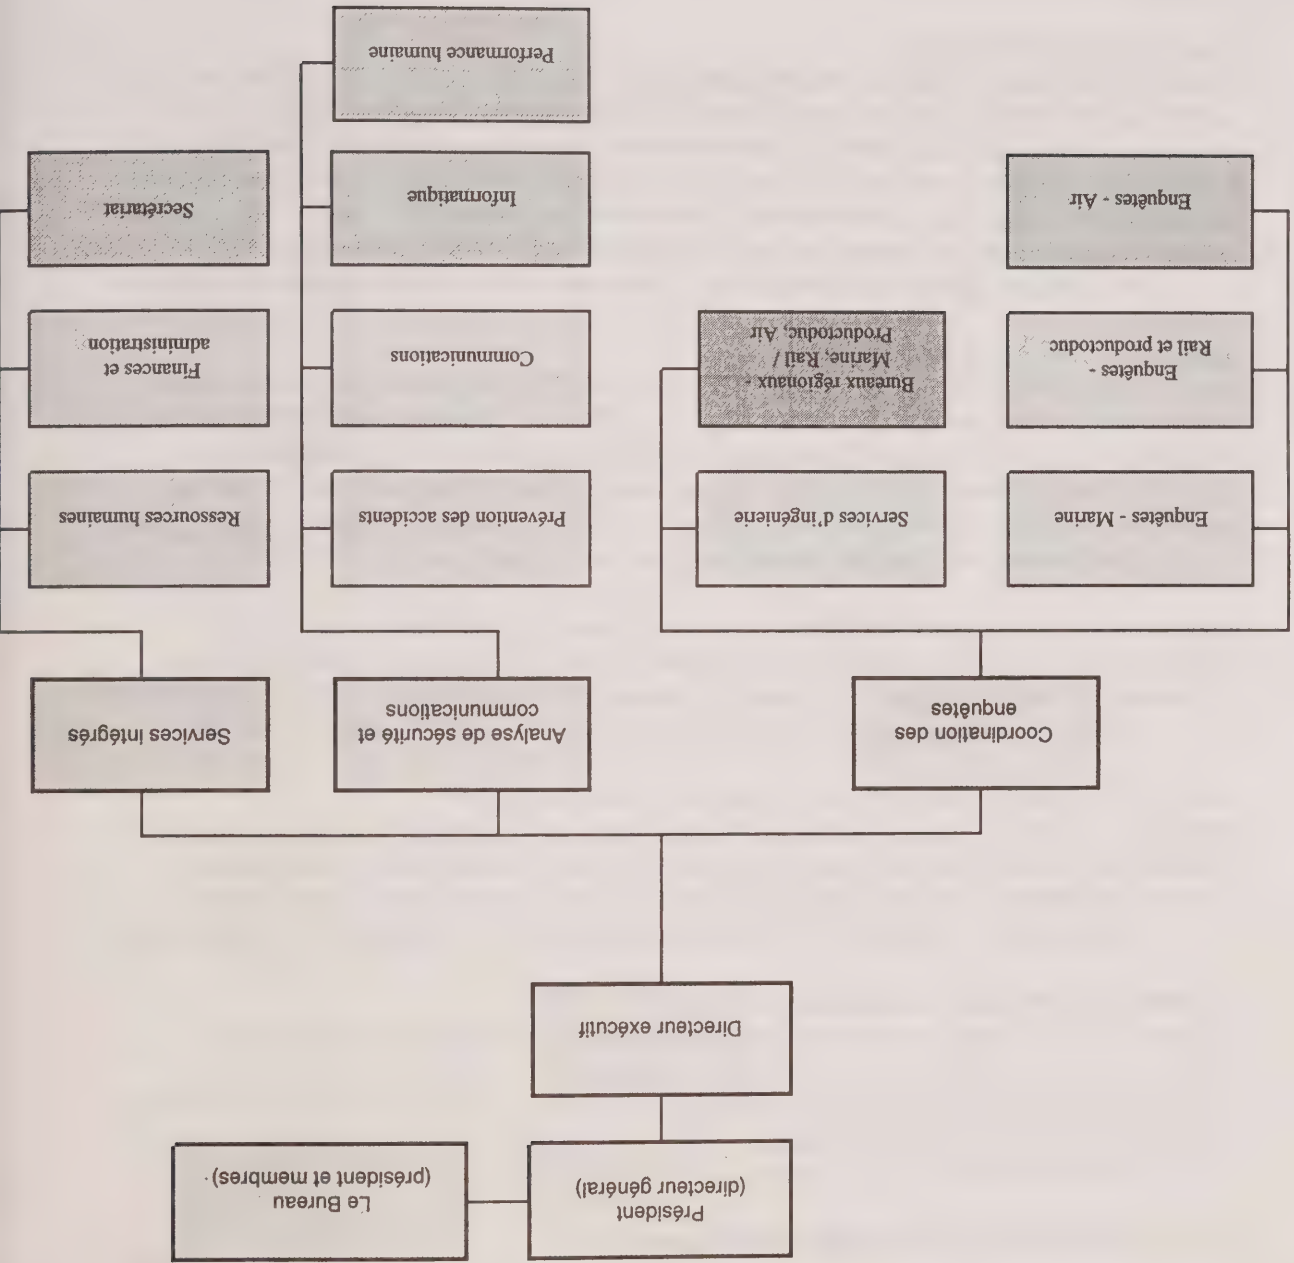 Président
(directeur général)
Le Bureau
(président et membres)
Directeur exécutif
Coordination des
enquêtes
Analyse de sécurité et
communications
Services intégrés
Enquêtes - Marine
Services d'ingénierie
Prévention des accidents
Ressources humaines
Enquêtes -
Rail et productoduc
Bureaux régionaux -
Marine, Rail /
Productoduc, Air
Communications
Finances et
administration
Enquêtes - Air
Informatique
Secrétariat
Performance humaine